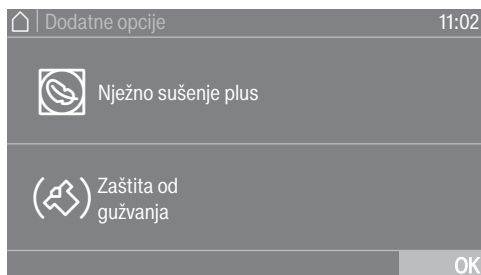 Dodatne opcije 11:02
Nježno sušenje plus
Zaštita od
gužvanja
OK